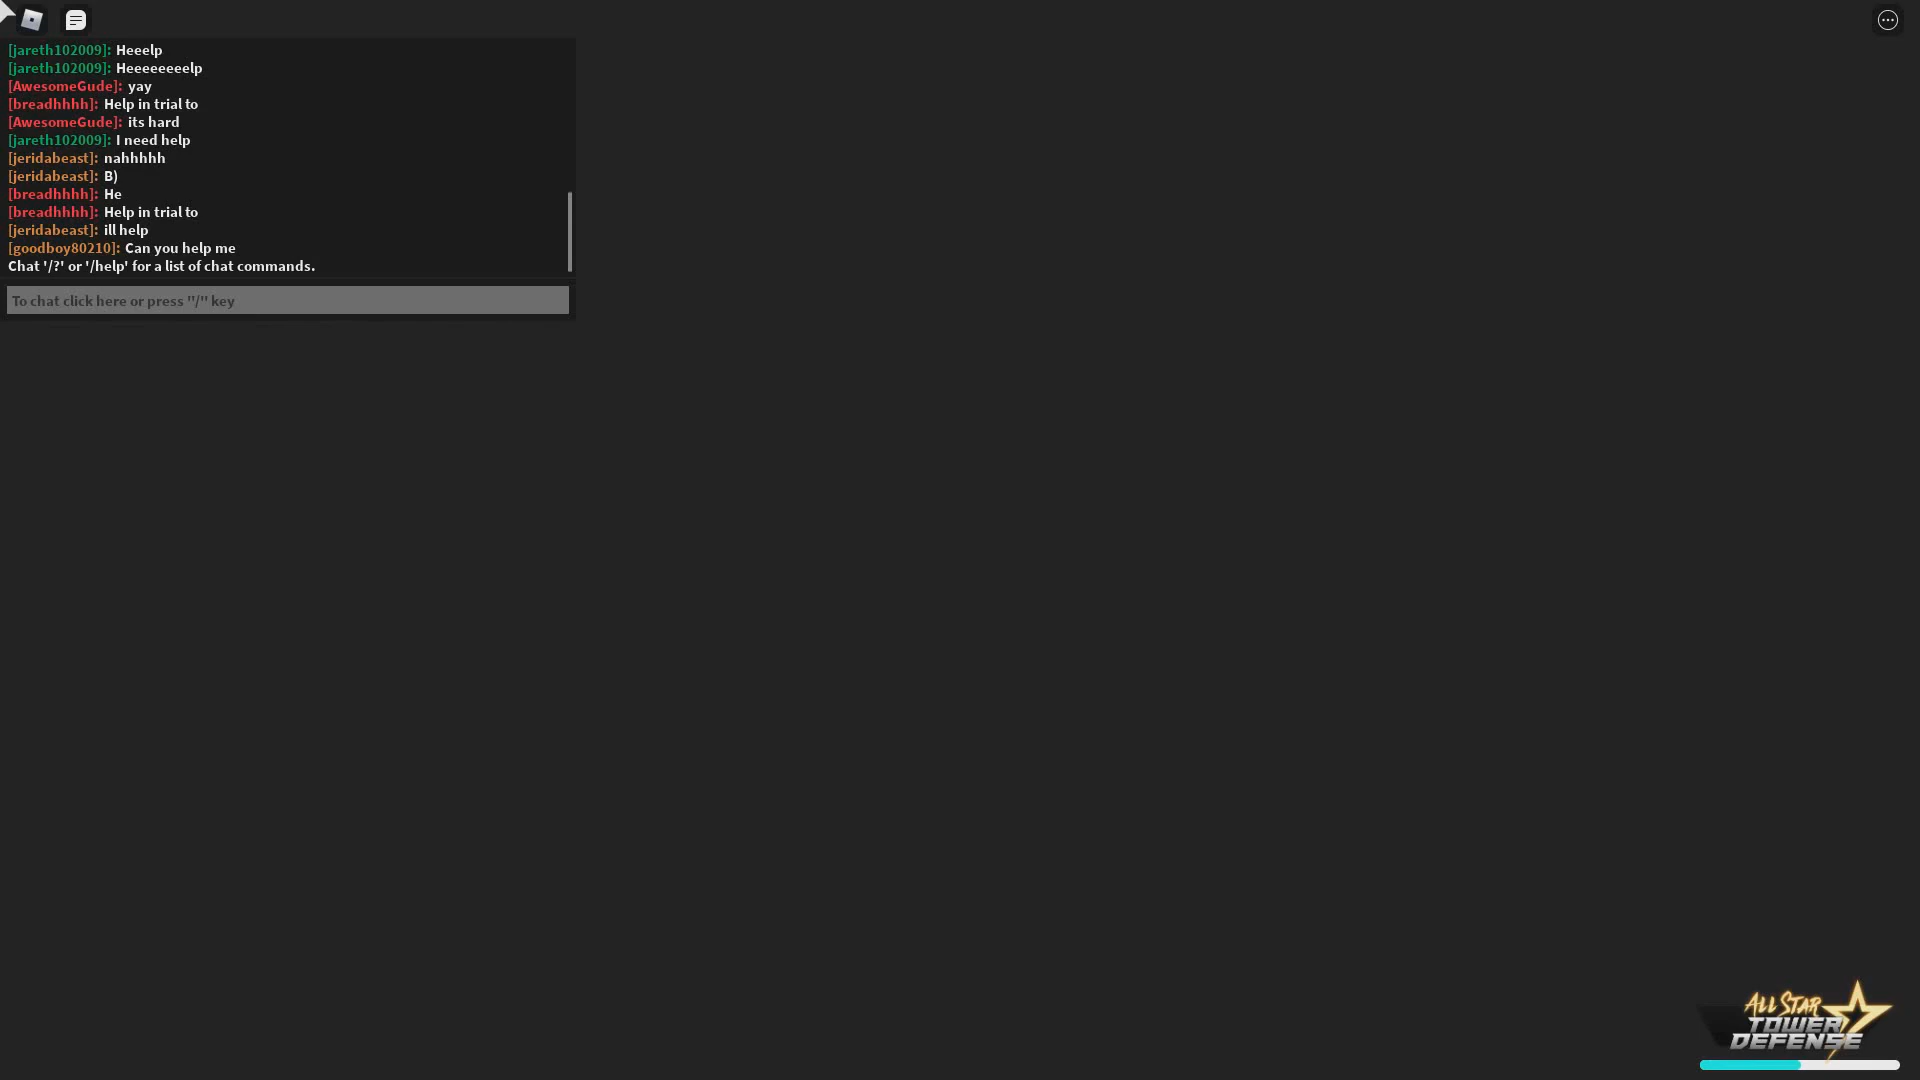 [jareth102009]: Heeelp
[jareth102009]: Heeeeeeeelp
[AwesomeGude]: yay
[breadhhhh]: Help in trial to
[AwesomeGude]: its hard
[jareth102009]: I need help
[jeridabeast]: nahhhhh
[jeridabeast]: B)
[breadhhhh]: He
[breadhhhh]: Help in trial to
[jeridabeast]: ill help
[goodboy80210]: Can you help me
Chat '/?' or '/help' for a list of chat commands.
To chat click here or press "/" key
ALL STAR
TOWER
DEFENSE